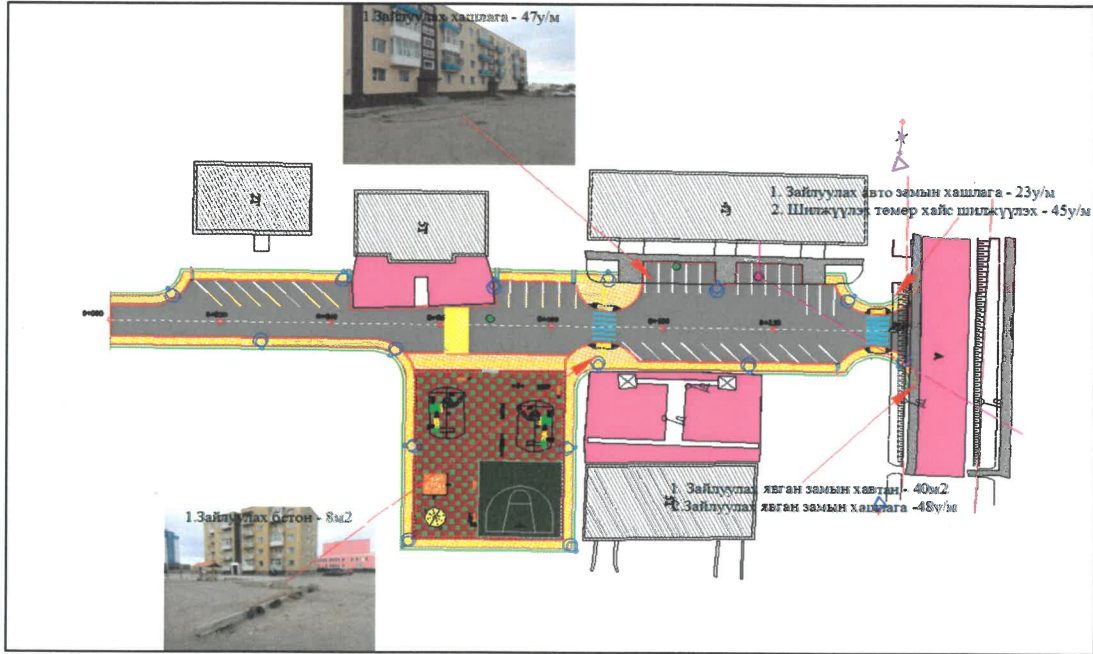 1.Зайлуулах хашлага - 47у/м
1. Зайлуулах авто замын хашлага - 23у/м
2. Шилжүүлэх төмөр хайс шилжүүлэх - 45у/м
1. Зайлуулах явган замын хавтан - 40м2
2.Зайлуулах явган замын хашлага -48у/м
1.Зайлуулах бетон - 8м2